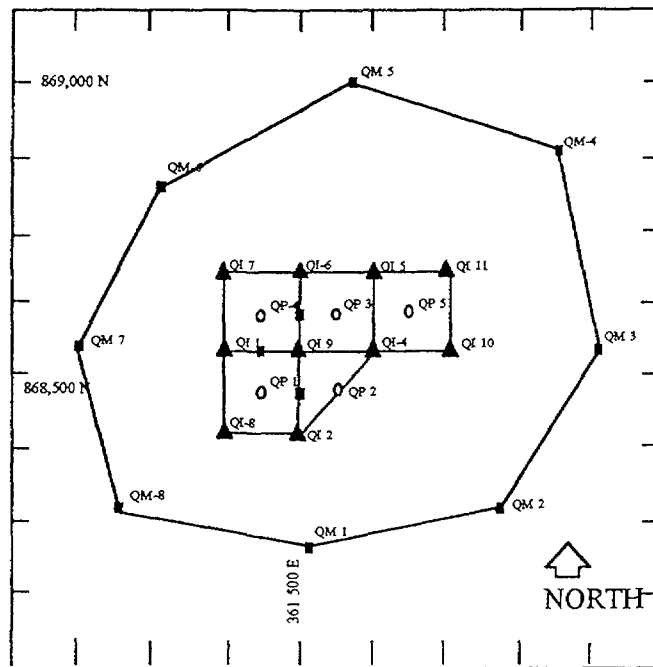 QM 5
869,000 N
QM-4
QM-6
QI 7
QI-6
QI 5
QI 11
QP-4
QP 3
QP 5
QM 7
QI 1
QI 9
QI-4
QI 10
QM 3
868,500 N
QP 1
QP 2
QI-8
QI 2
QM-8
QM 2
QM 1
361 500 E
NORTH